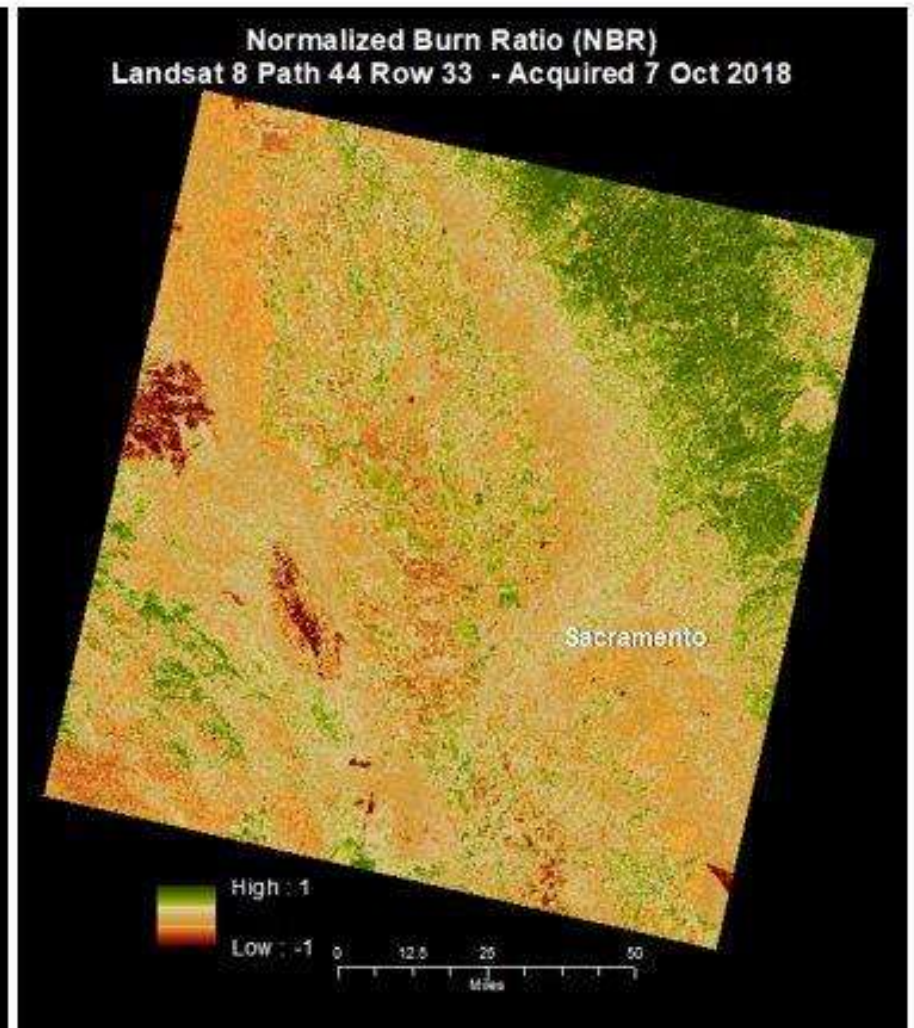 Normalized Burn Ratio (NBR)
Landsat 8 Path 44 Row 33 - Acquired 7 Oct 2018
Sacramento
High : 1
Low : -1
0 12.5 25 50
Miles